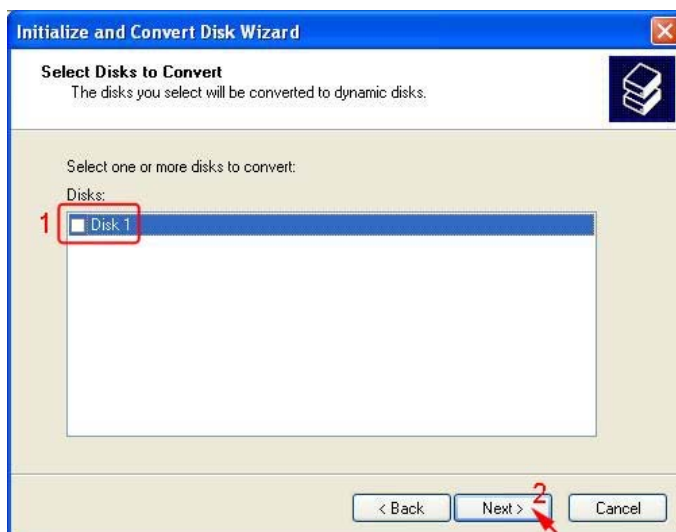 Initialize and Convert Disk Wizard
Select Disks to Convert
The disks you select will be converted to dynamic disks.
Select one or more disks to convert:
Disks:
1 Disk 1
2
< Back Next > Cancel